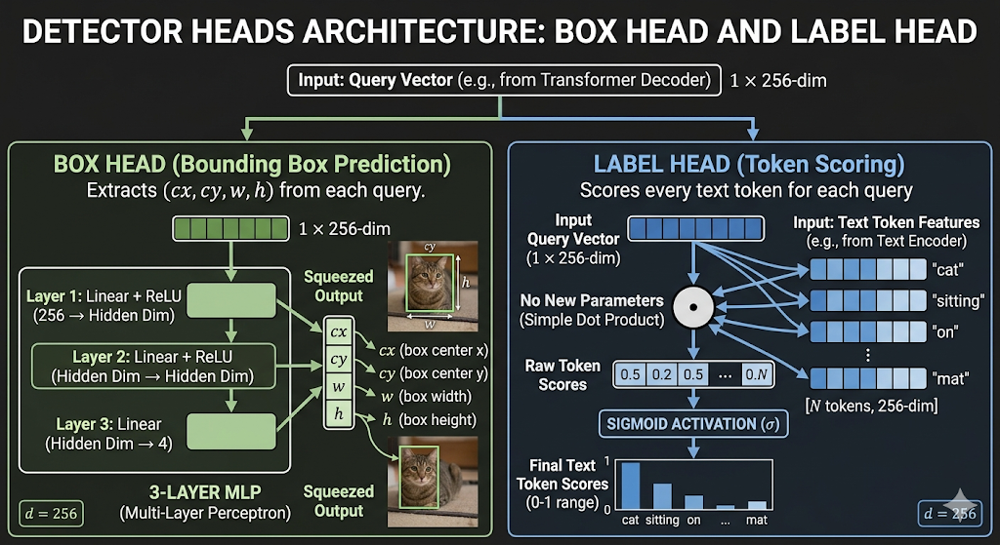 DETECTOR HEADS ARCHITECTURE: BOX HEAD AND LABEL HEAD
Input: Query Vector (e.g., from Transformer Decoder)
1 × 256-dim
BOX HEAD (Bounding Box Prediction)
Extracts (cx, cy, w, h) from each query.
1 × 256-dim
Layer 1: Linear + ReLU
(256 → Hidden Dim)
Layer 2: Linear + ReLU
(Hidden Dim → Hidden Dim)
Layer 3: Linear
(Hidden Dim → 4)
Squeezed
Output
cx
cy
w
h
cy
h
w
cx (box center x)
cy (box center y)
w (box width)
h (box height)
3-LAYER MLP
(Multi-Layer Perceptron)
Squeezed
Output
d = 256
LABEL HEAD (Token Scoring)
Scores every text token for each query
Input
Query Vector
(1 × 256-dim)
Input: Text Token Features
(e.g., from Text Encoder)
"cat"
"sitting"
"on"
⋮
"mat"
[N tokens, 256-dim]
No New Parameters
(Simple Dot Product)
Raw Token
Scores
0.5 0.2 0.5 ... 0.N
SIGMOID ACTIVATION (σ)
Final Text
Token Scores
(0-1 range)
1
0
cat sitting on ... mat
d = 256